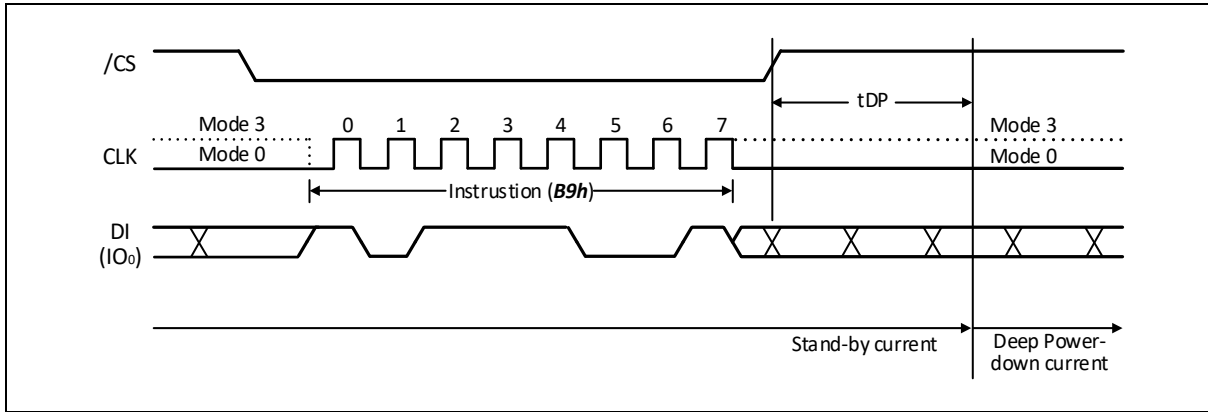 /CS
tDP
Mode 3
0 1 2 3 4 5 6 7
Mode 3
CLK
Mode 0
Mode 0
Instrustion (B9h)
DI
(IO₀)
Stand-by current
Deep Power-
down current